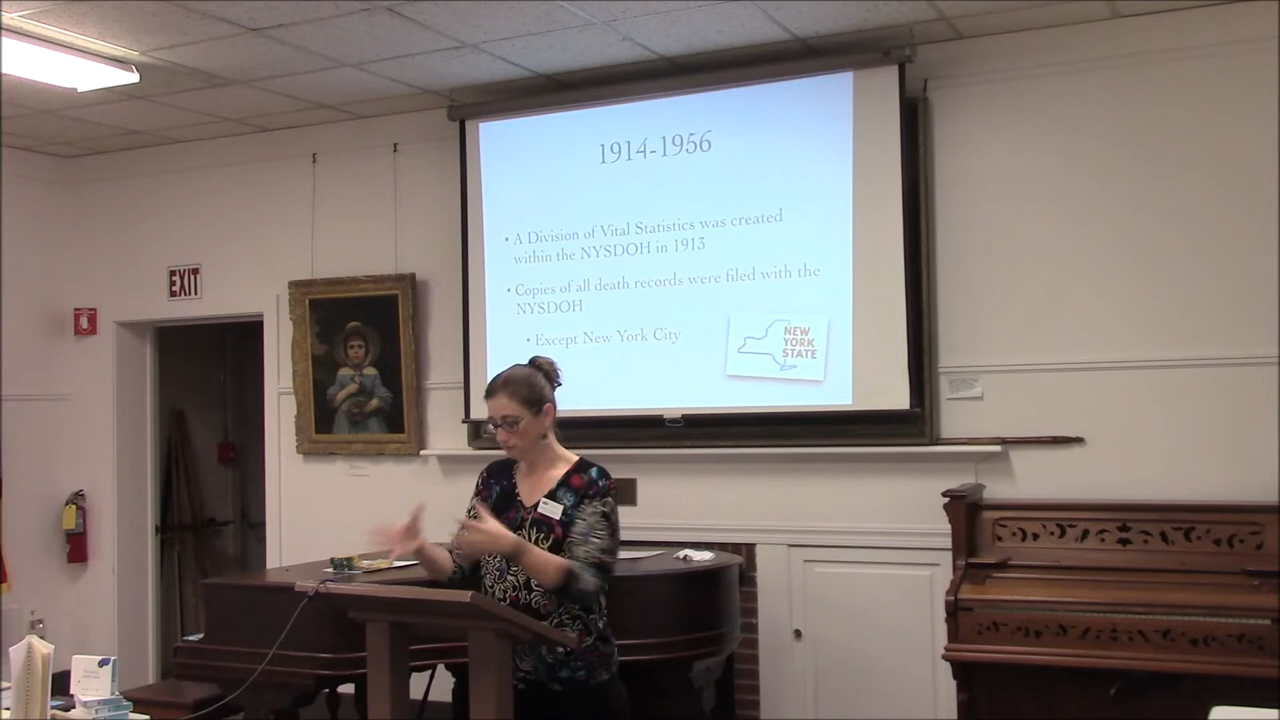 1914-1956
• A Division of Vital Statistics was created
within the NYSDOH in 1913
• Copies of all death records were filed with the
NYSDOH
• Except New York City
NEW
YORK
STATE
EXIT